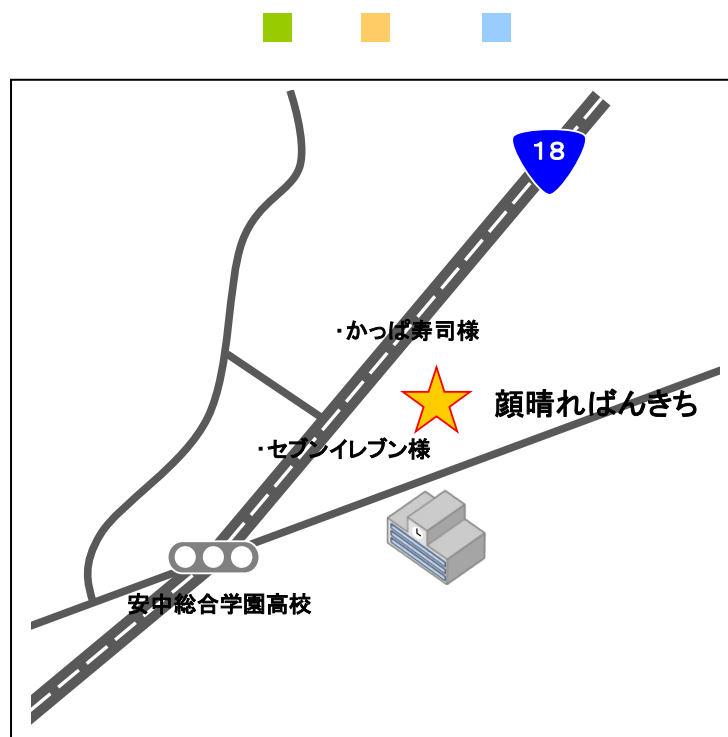 18
・かっぱ寿司様
顔晴ればんきち
・セブンイレブン様
安中総合学園高校